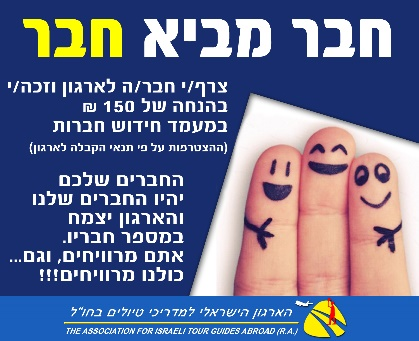 חבר מביא חבר
צרף/י חבר/ה לארגון וזכה/י
בהנחה של 150 ₪
במעמד חידוש חברות
(ההצטרפות על פי תנאי הקבלה לארגון)
החברים שלכם
יהיו החברים שלנו
והארגון יצמח
במספר חבריו.
אתם מרוויחים, וגם...
כולנו מרוויחים!!!
הארגון הישראלי למדריכי טיולים בחו"ל
THE ASSOCIATION FOR ISRAELI TOUR GUIDES ABROAD (R.A.)